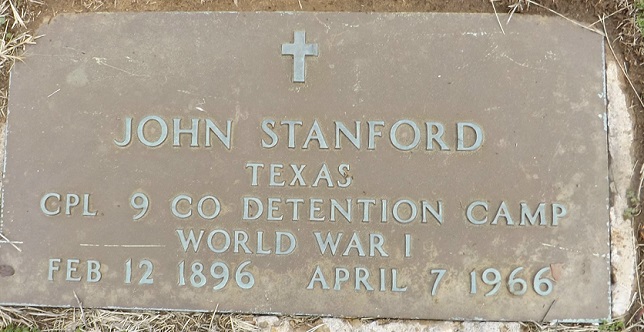 JOHN STANFORD
TEXAS
CPL 9 CO DETENTION CAMP
WORLD WAR I
FEB 12 1896 APRIL 7 1966